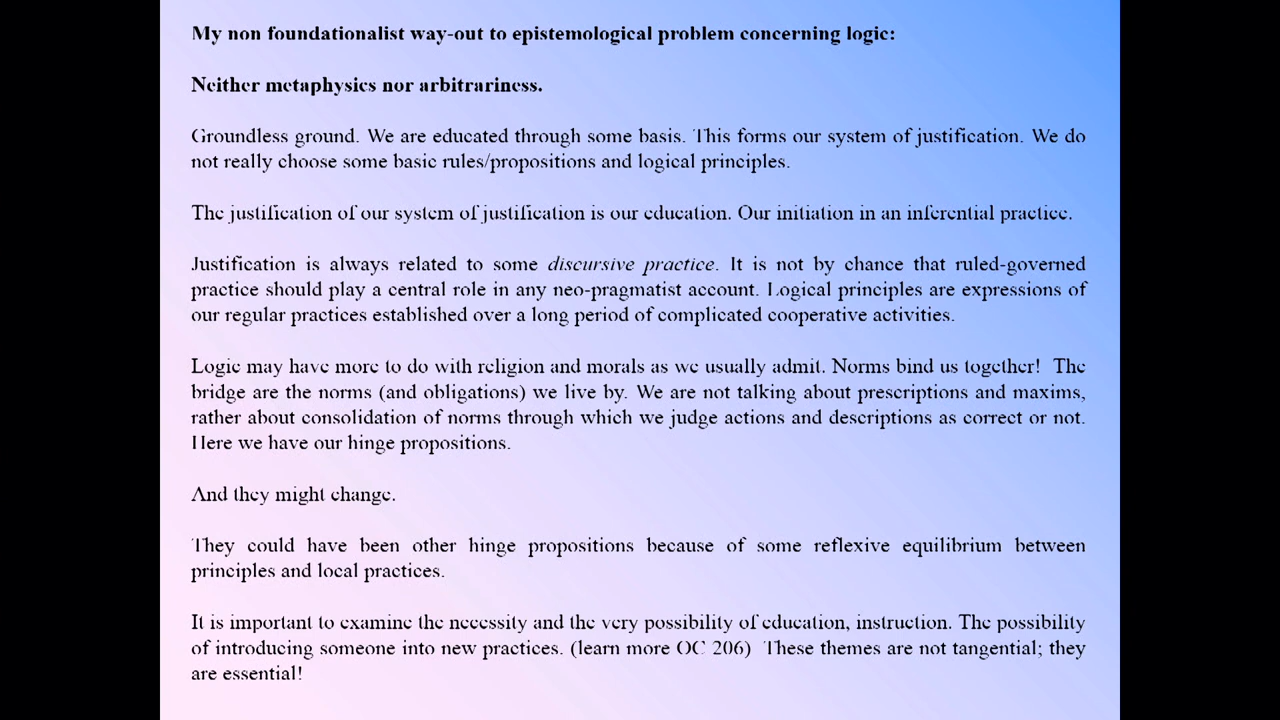 My non foundationalist way-out to epistemological problem concerning logic:
Neither metaphysics nor arbitrariness.
Groundless ground. We are educated through some basis. This forms our system of justification. We do
not really choose some basic rules/propositions and logical principles.
The justification of our system of justification is our education. Our initiation in an inferential practice.
Justification is always related to some discursive practice. It is not by chance that ruled-governed
practice should play a central role in any neo-pragmatist account. Logical principles are expressions of
our regular practices established over a long period of complicated cooperative activities.
Logic may have more to do with religion and morals as we usually admit. Norms bind us together! The
bridge are the norms (and obligations) we live by. We are not talking about prescriptions and maxims,
rather about consolidation of norms through which we judge actions and descriptions as correct or not.
Here we have our hinge propositions.
And they might change.
They could have been other hinge propositions because of some reflexive equilibrium between
principles and local practices.
It is important to examine the necessity and the very possibility of education, instruction. The possibility
of introducing someone into new practices. (learn more OC 206) These themes are not tangential; they
are essential!